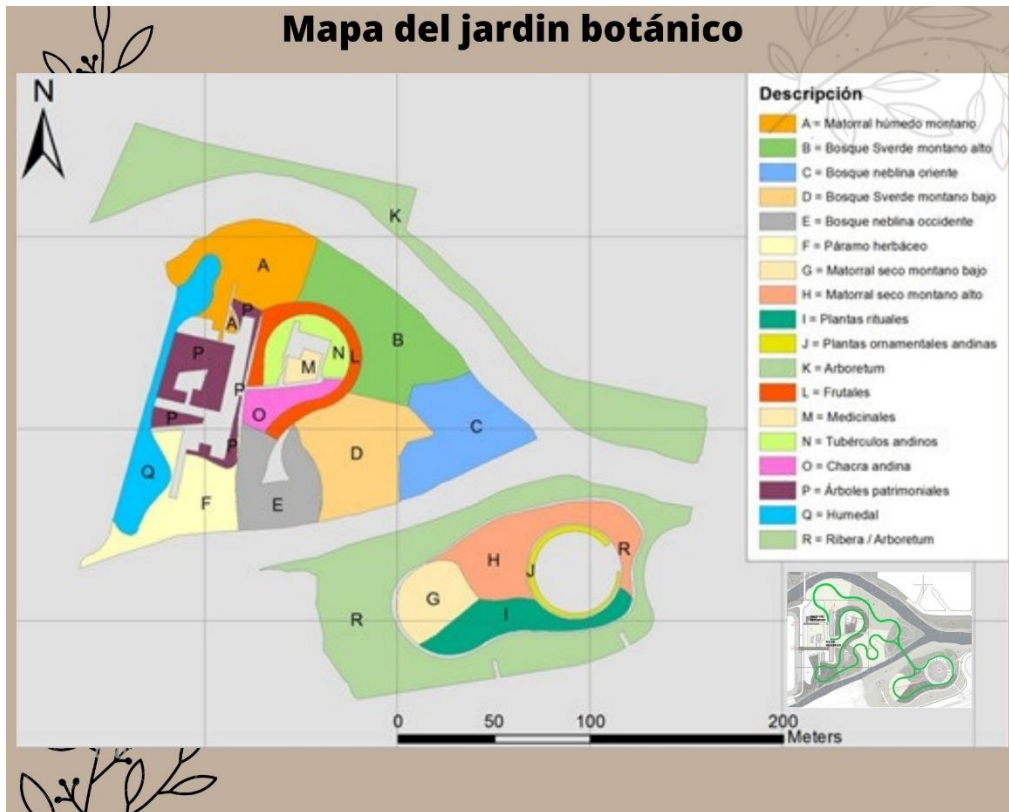 Mapa del jardin botánico
N
Descripción
A = Matorral húmedo montano
B = Bosque Sverde montano alto
C = Bosque neblina oriente
D = Bosque Sverde montano bajo
E = Bosque neblina occidente
F = Páramo herbáceo
G = Matorral seco montano bajo
H = Matorral seco montano alto
I = Plantas rituales
J = Plantas ornamentales andinas
K = Arboretum
L = Frutales
M = Medicinales
N = Tubérculos andinos
O = Chacra andina
P = Árboles patrimoniales
Q = Humedal
R = Ribera / Arboretum
K
A
P
A
B
P
N
L
M
P
O
P
C
P
D
Q
E
F
H
J
R
G
I
R
0 50 100 200
Meters